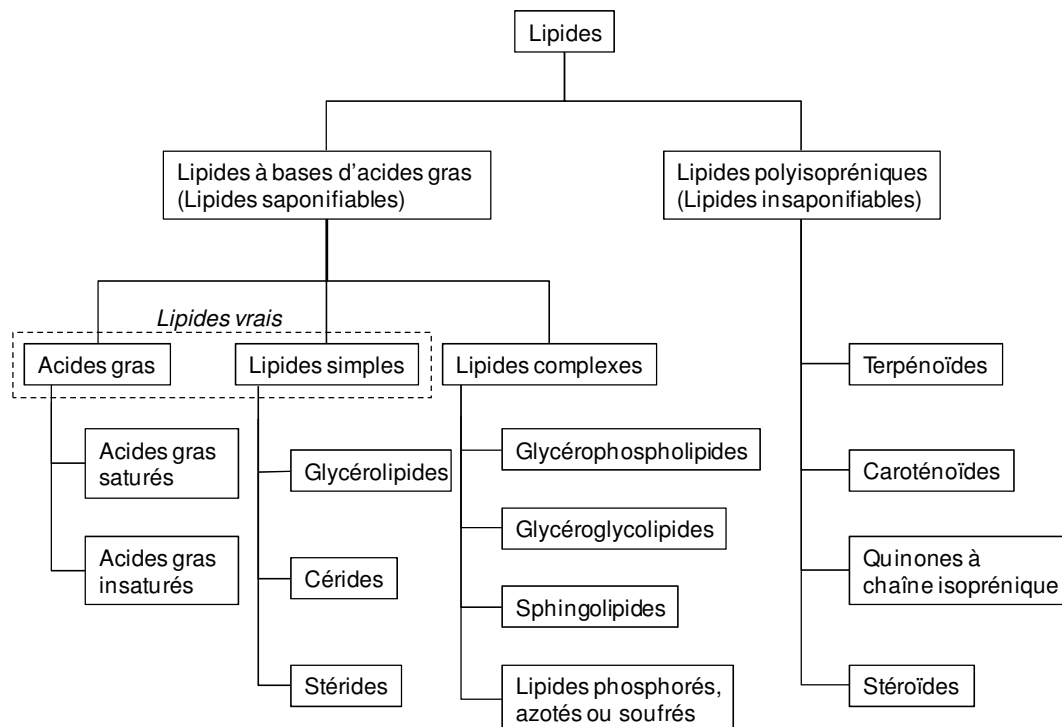 Lipides
Lipides à bases d'acides gras
(Lipides saponifiables)
Lipides polyisopréniques
(Lipides insaponifiables)
Lipides vrais
Acides gras
Lipides simples
Lipides complexes
Terpénoïdes
Acides gras
saturés
Glycérolipides
Glycérophospholipides
Caroténoïdes
Glycéroglycolipides
Acides gras
insaturés
Cérides
Sphingolipides
Quinones à
chaîne isoprénique
Stérides
Lipides phosphorés,
azotés ou soufrés
Stéroïdes